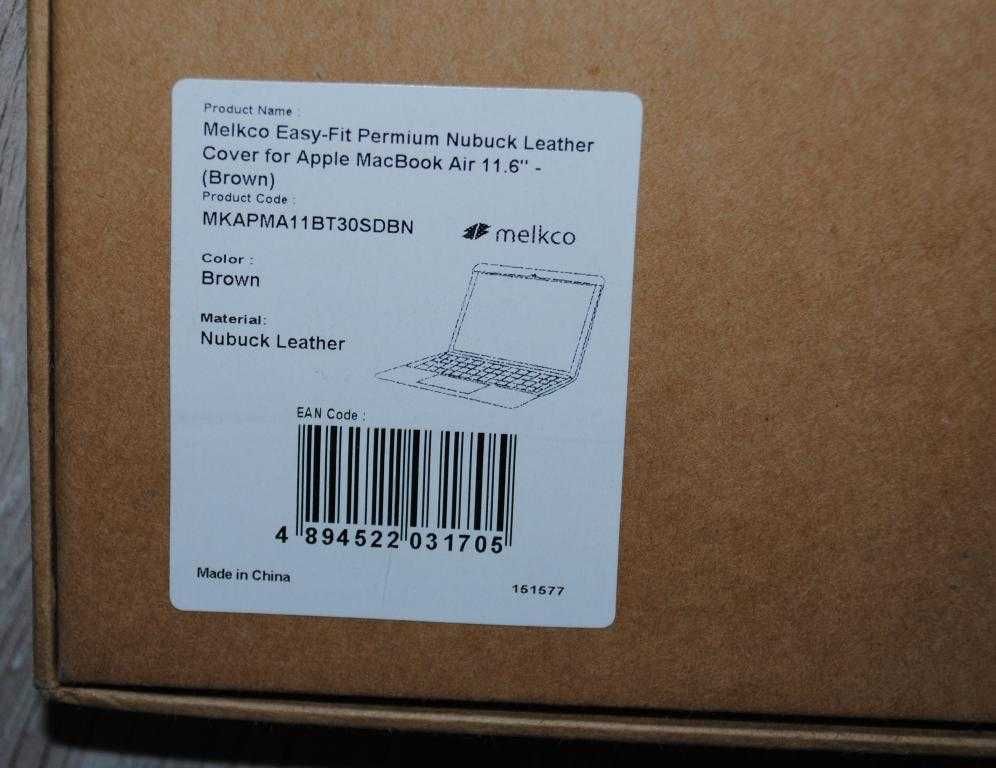 Product Name :
Melkco Easy-Fit Permium Nubuck Leather
Cover for Apple MacBook Air 11.6'' -
(Brown)
Product Code :
MKAPMA11BT30SDBN
melkco
Color :
Brown
Material:
Nubuck Leather
EAN Code :
4 894522 031705
Made in China
151577